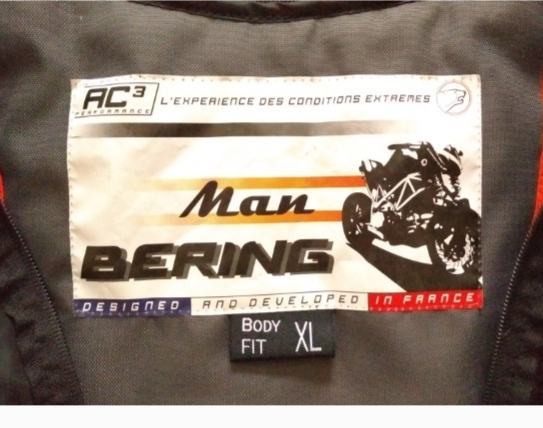 AC3
PERFORMANCE
L'EXPERIENCE DES CONDITIONS EXTREMES
Man
BERING
DESIGNED AND DEVELOPED IN FRANCE
BODY FIT XL